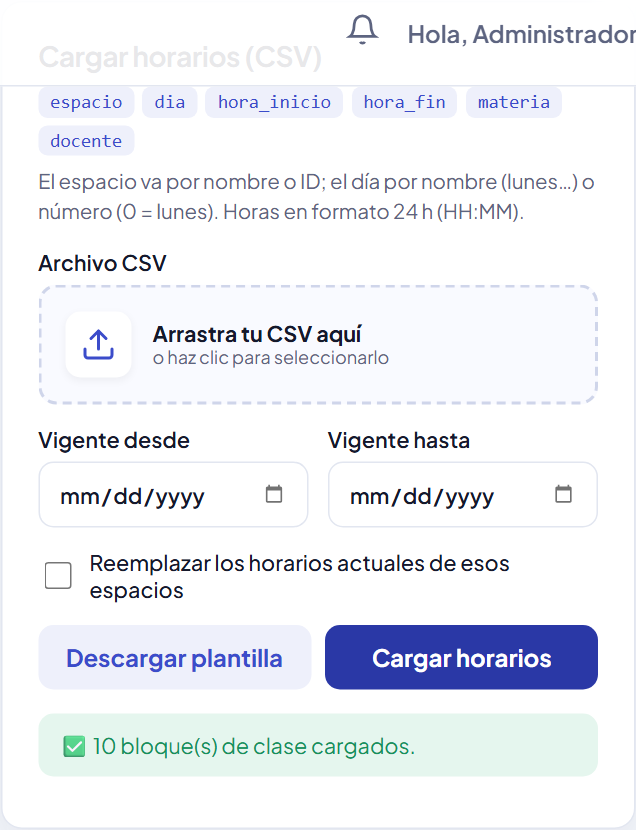 Hola, Administrador
Cargar horarios (CSV)
espacio dia hora_inicio hora_fin materia
docente
El espacio va por nombre o ID; el día por nombre (lunes…) o
número (0 = lunes). Horas en formato 24 h (HH:MM).
Archivo CSV
Arrastra tu CSV aquí
o haz clic para seleccionarlo
Vigente desde Vigente hasta
mm/dd/yyyy mm/dd/yyyy
Reemplazar los horarios actuales de esos
espacios
Descargar plantilla Cargar horarios
✅ 10 bloque(s) de clase cargados.